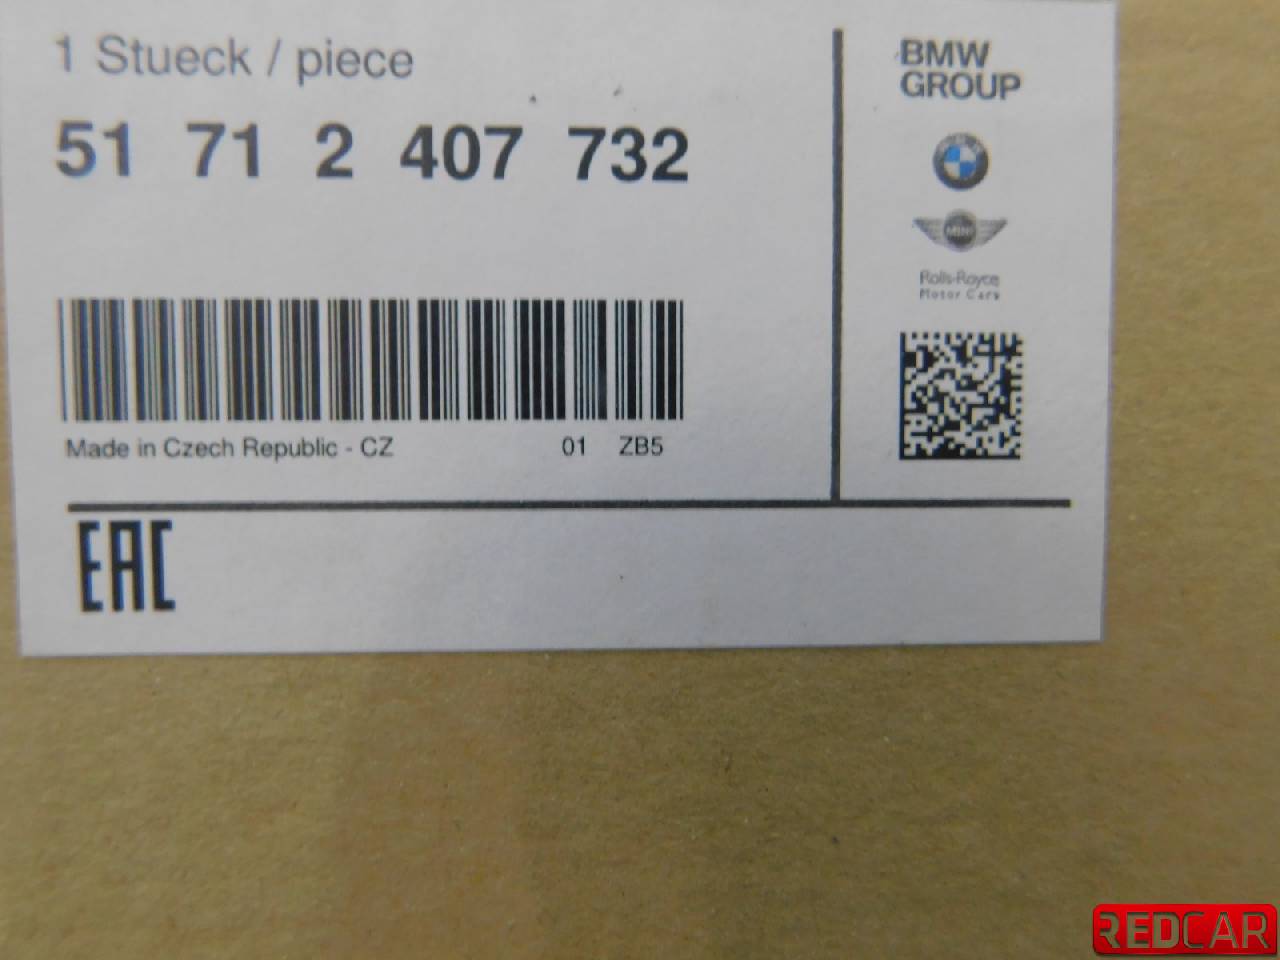 1 Stueck / piece
51 71 2 407 732
Made in Czech Republic - CZ 01 ZB5
EAC
BMW
GROUP
MINI
Rolls-Royce
Motor Cars
REDCAR